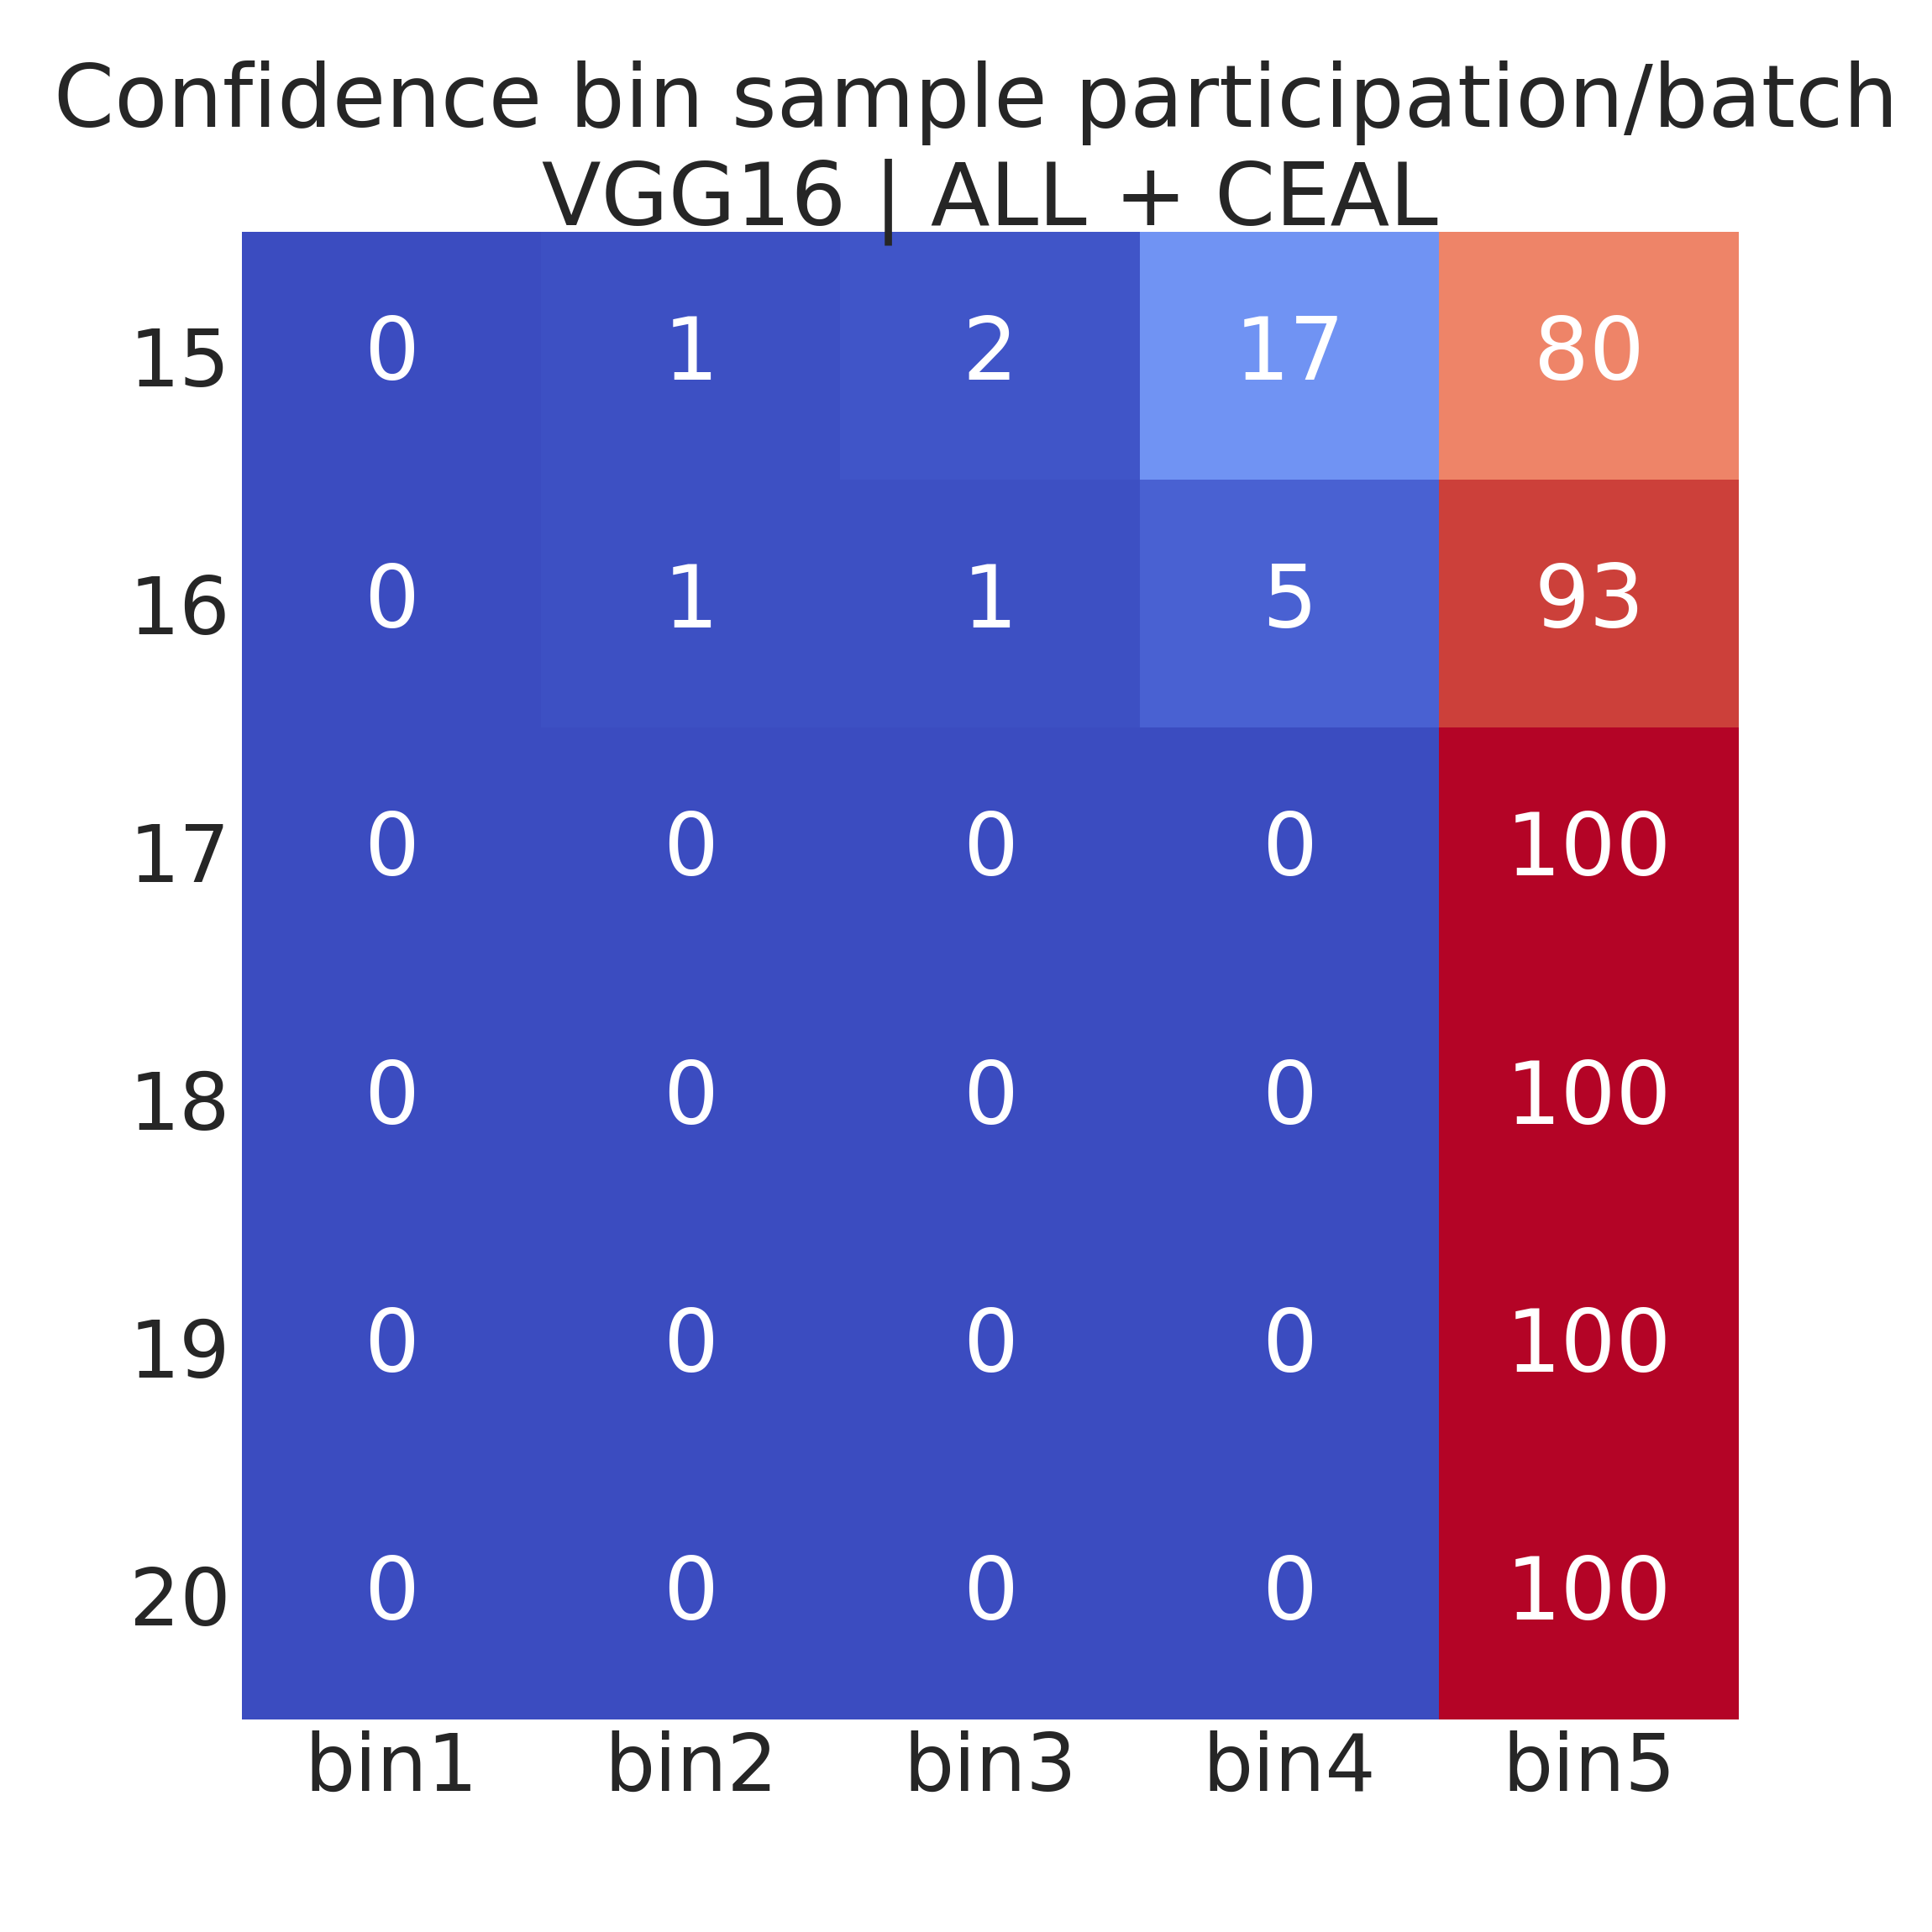 Confidence bin sample participation/batch
VGG16 | ALL + CEAL
15 0 1 2 17 80
16 0 1 1 5 93
17 0 0 0 0 100
18 0 0 0 0 100
19 0 0 0 0 100
20 0 0 0 0 100
bin1 bin2 bin3 bin4 bin5